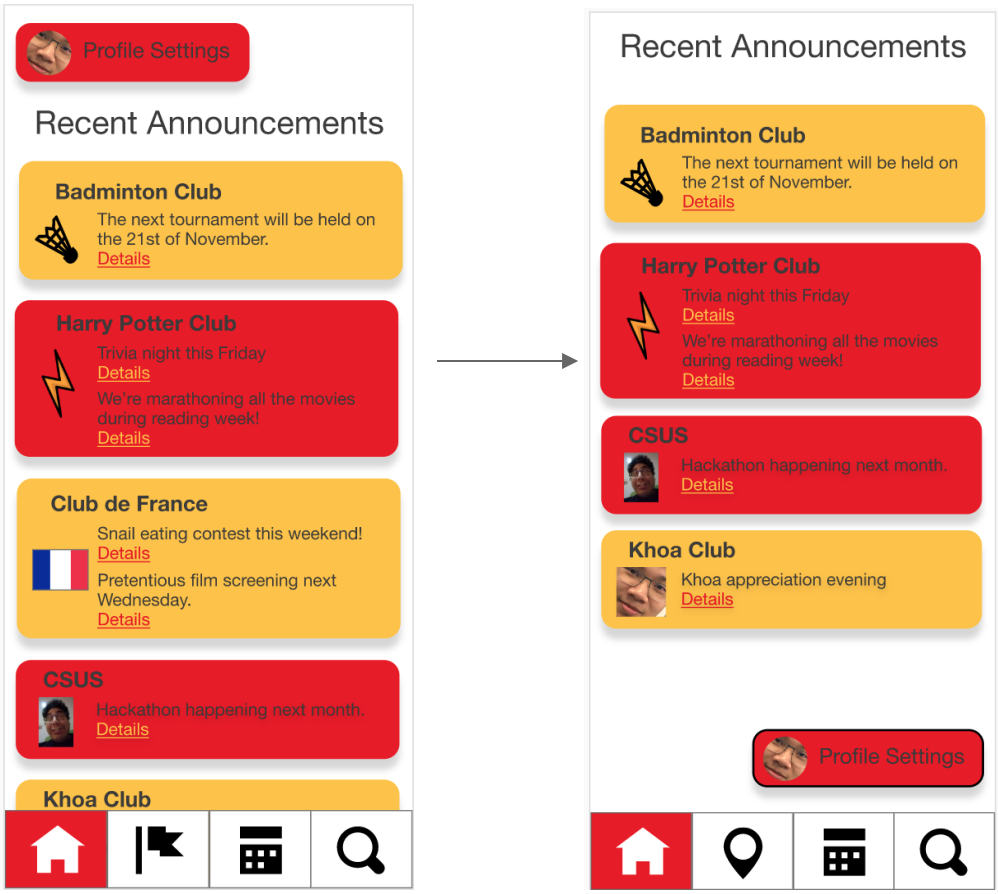 Profile Settings
Recent Announcements
Badminton Club
The next tournament will be held on
the 21st of November.
Details
Harry Potter Club
Trivia night this Friday
Details
We're marathoning all the movies
during reading week!
Details
Club de France
Snail eating contest this weekend!
Details
Pretentious film screening next
Wednesday.
Details
CSUS
Hackathon happening next month.
Details
Khoa Club
Recent Announcements
Badminton Club
The next tournament will be held on
the 21st of November.
Details
Harry Potter Club
Trivia night this Friday
Details
We're marathoning all the movies
during reading week!
Details
CSUS
Hackathon happening next month.
Details
Khoa Club
Khoa appreciation evening
Details
Profile Settings